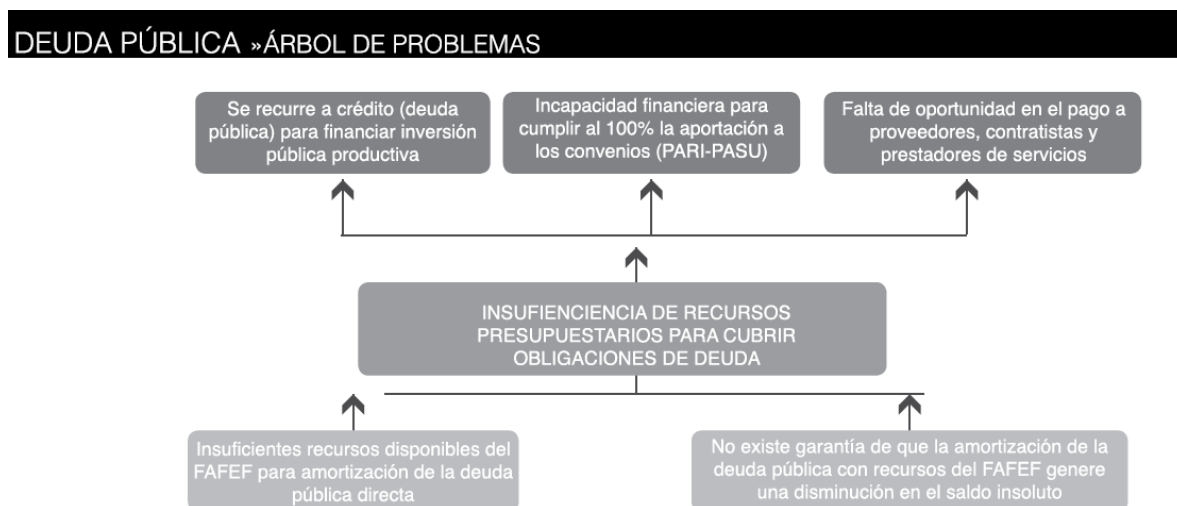 DEUDA PÚBLICA »ÁRBOL DE PROBLEMAS
Se recurre a crédito (deuda
pública) para financiar inversión
pública productiva
Incapacidad financiera para
cumplir al 100% la aportación a
los convenios (PARI-PASU)
Falta de oportunidad en el pago a
proveedores, contratistas y
prestadores de servicios
INSUFIENCIENCIA DE RECURSOS
PRESUPUESTARIOS PARA CUBRIR
OBLIGACIONES DE DEUDA
Insuficientes recursos disponibles del
FAFEF para amortización de la deuda
pública directa
No existe garantía de que la amortización de la
deuda pública con recursos del FAFEF genere
una disminución en el saldo insoluto